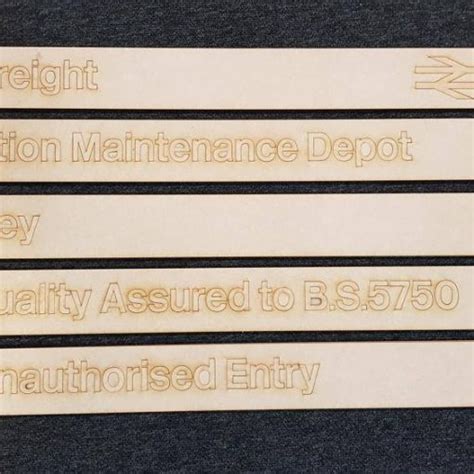 reight
tion Maintenance Depot
ey
uality Assured to B.S.5750
nauthorised Entry